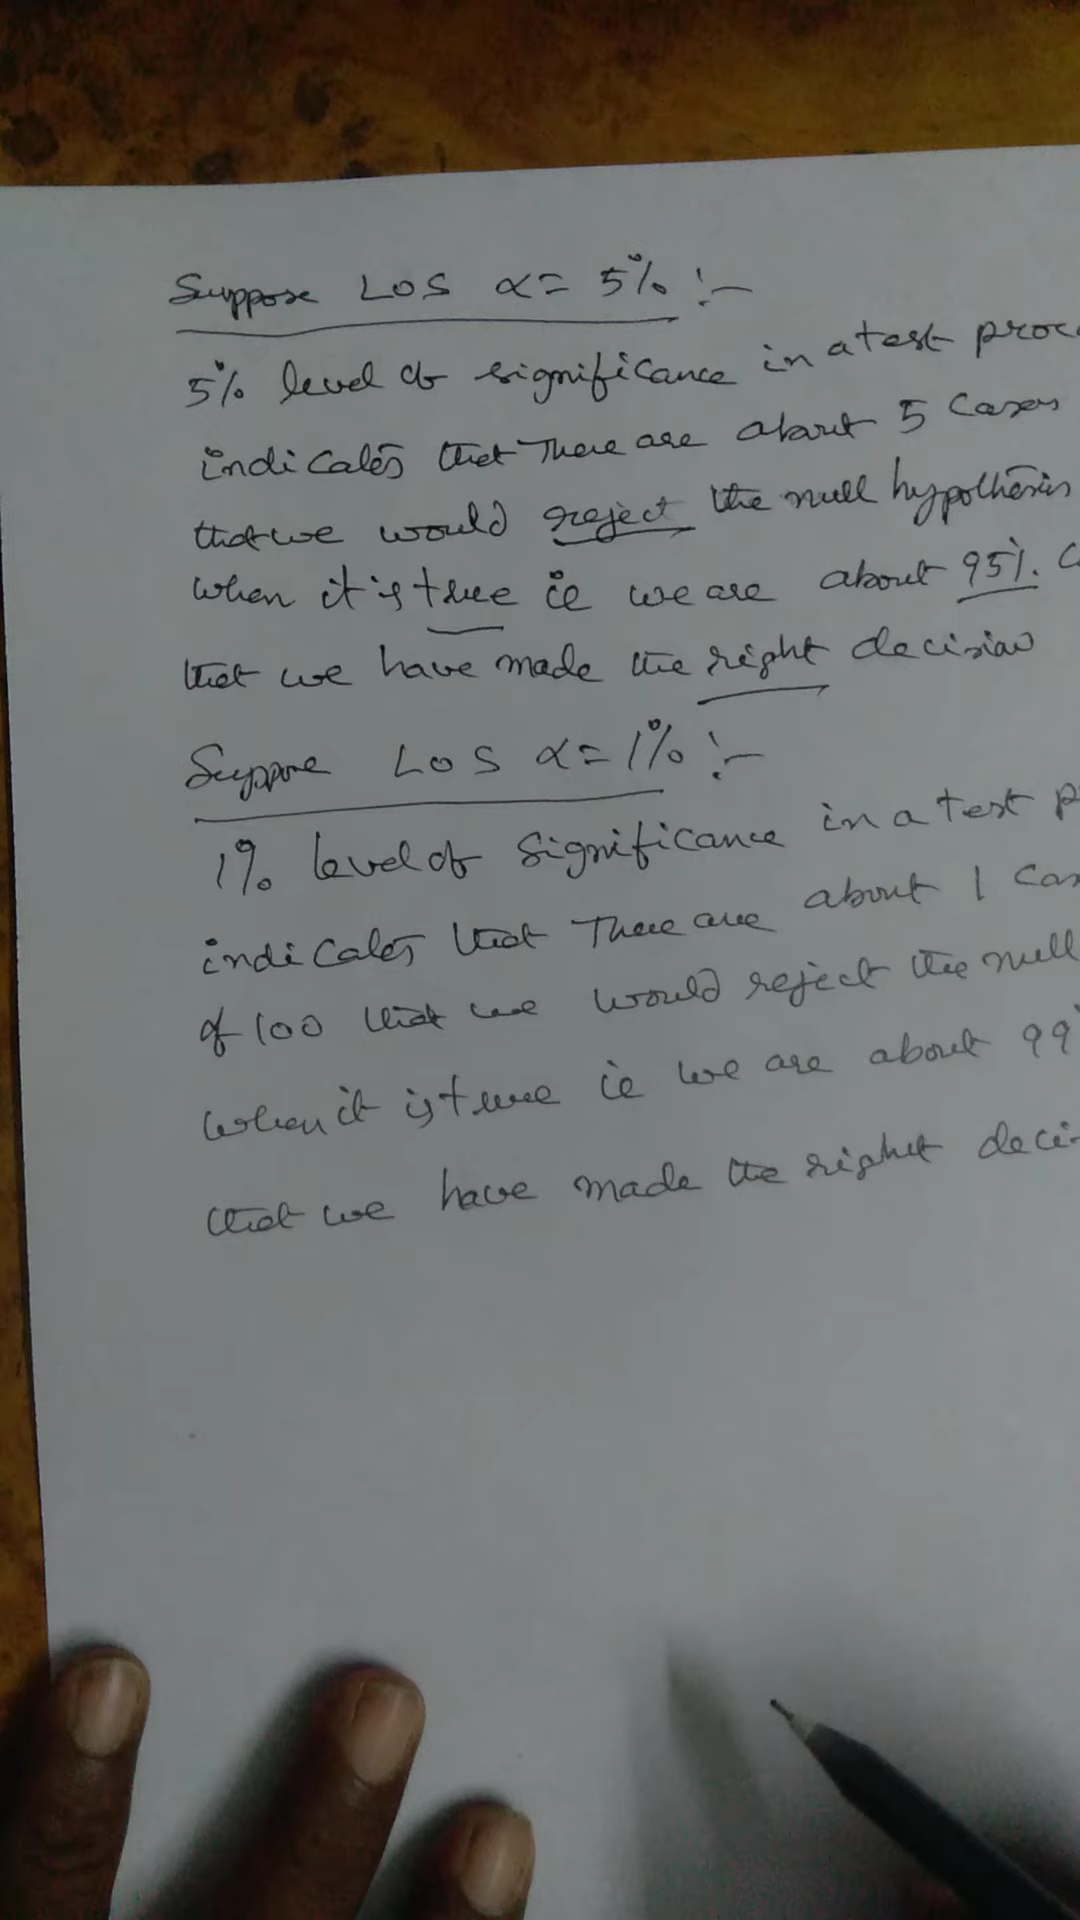 Suppose LOS α = 5% :-
5% level of significance in a test proce
indicates that There are about 5 Cases
that we would reject the null hypothesis
when it is true ie we are about 95%. C
that we have made the right decision
Suppose LOS α = 1% :-
1% level of significance in a test p
indicates that There are about 1 Cas
of 100 that we would reject the null
when it is true ie we are about 99%
that we have made the right deci